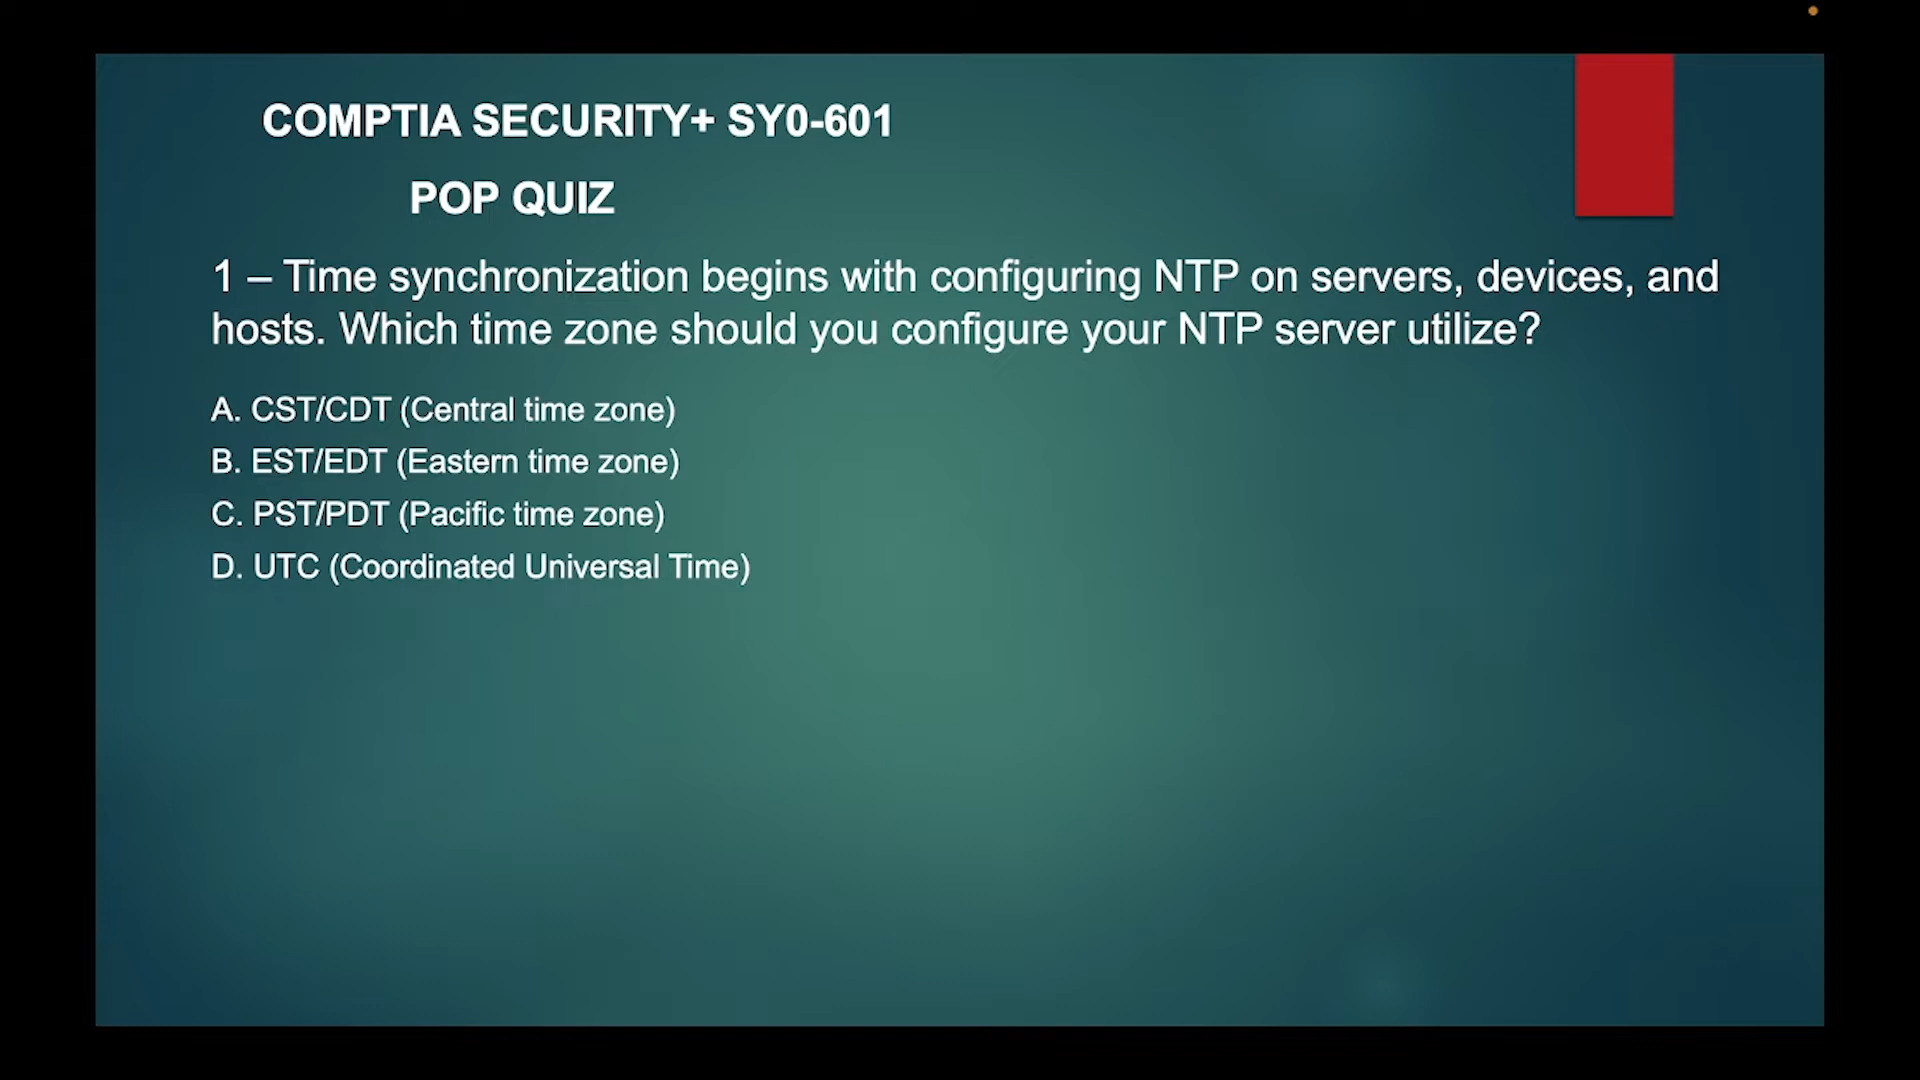 COMPTIA SECURITY+ SY0-601
POP QUIZ
1 – Time synchronization begins with configuring NTP on servers, devices, and
hosts. Which time zone should you configure your NTP server utilize?
A. CST/CDT (Central time zone)
B. EST/EDT (Eastern time zone)
C. PST/PDT (Pacific time zone)
D. UTC (Coordinated Universal Time)